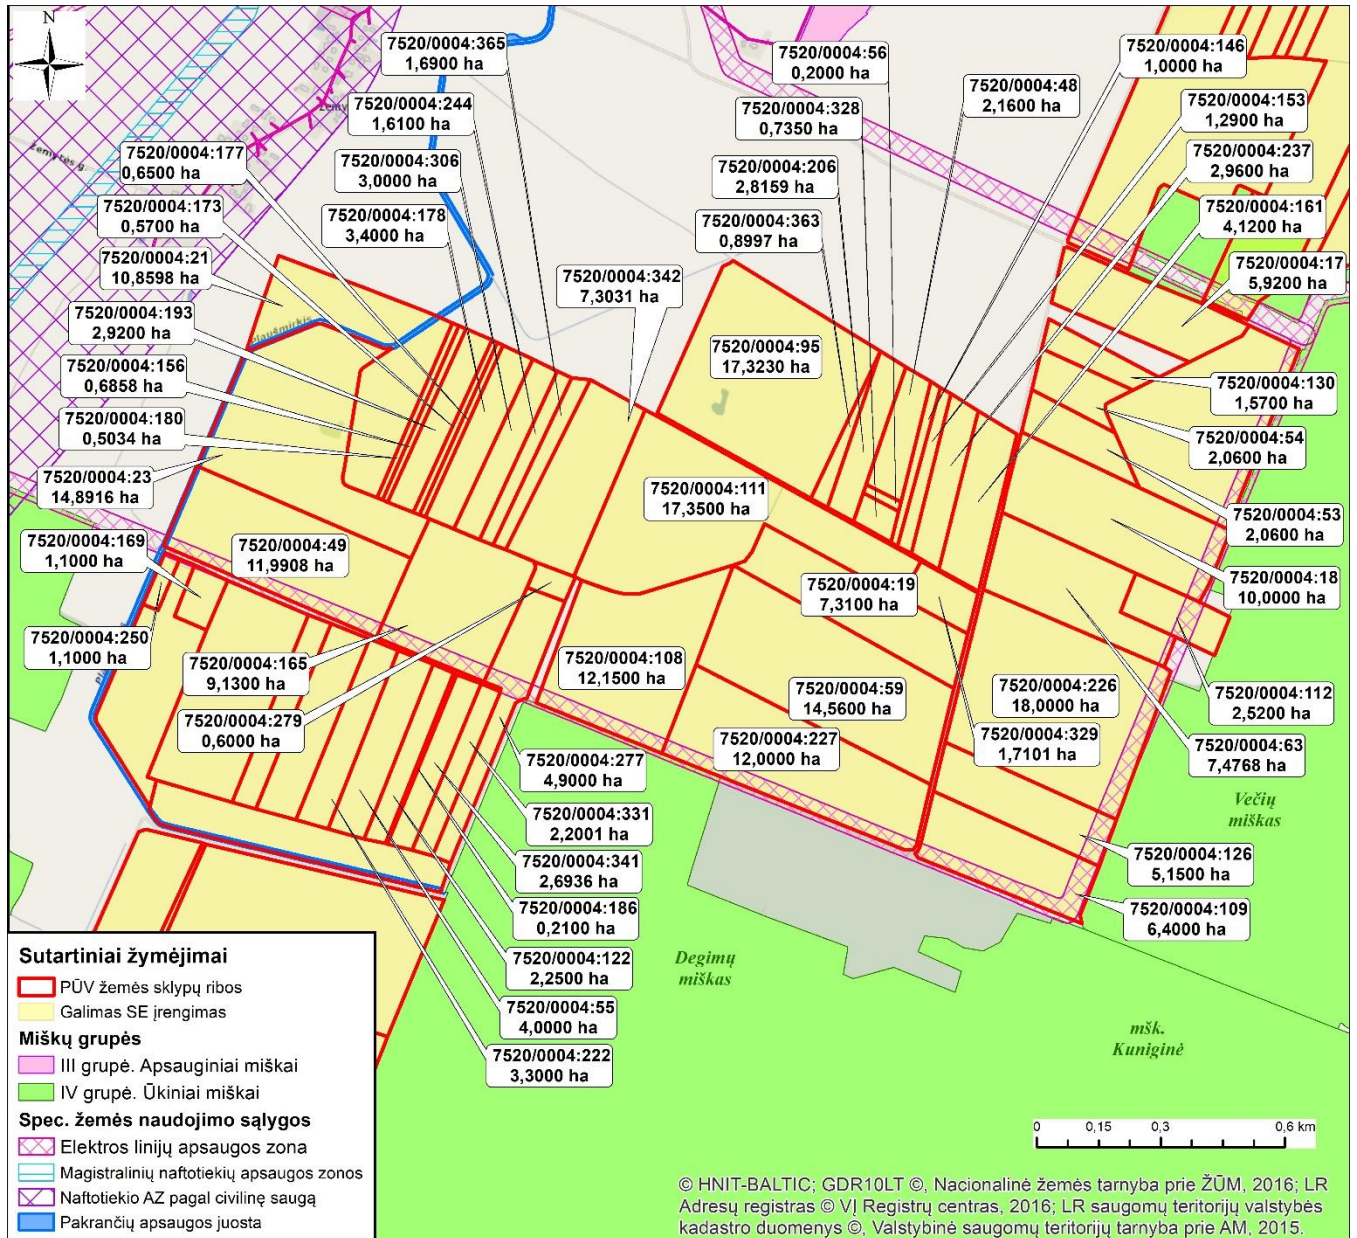 N
7520/0004:365
1,6900 ha
7520/0004:56
0,2000 ha
7520/0004:146
1,0000 ha
7520/0004:244
1,6100 ha
7520/0004:328
0,7350 ha
7520/0004:48
2,1600 ha
7520/0004:153
1,2900 ha
7520/0004:177
0,6500 ha
7520/0004:306
3,0000 ha
7520/0004:206
2,8159 ha
7520/0004:237
2,9600 ha
7520/0004:173
0,5700 ha
7520/0004:178
3,4000 ha
7520/0004:363
0,8997 ha
7520/0004:161
4,1200 ha
7520/0004:21
10,8598 ha
7520/0004:342
7,3031 ha
7520/0004:17
5,9200 ha
7520/0004:193
2,9200 ha
Plaušmirkis
7520/0004:95
17,3230 ha
7520/0004:156
0,6858 ha
7520/0004:130
1,5700 ha
7520/0004:180
0,5034 ha
7520/0004:54
2,0600 ha
7520/0004:23
14,8916 ha
7520/0004:111
17,3500 ha
7520/0004:53
2,0600 ha
7520/0004:169
1,1000 ha
7520/0004:49
11,9908 ha
7520/0004:19
7,3100 ha
7520/0004:18
10,0000 ha
7520/0004:250
1,1000 ha
7520/0004:165
9,1300 ha
7520/0004:108
12,1500 ha
7520/0004:59
14,5600 ha
7520/0004:226
18,0000 ha
7520/0004:112
2,5200 ha
7520/0004:279
0,6000 ha
7520/0004:227
12,0000 ha
7520/0004:329
1,7101 ha
7520/0004:63
7,4768 ha
7520/0004:277
4,9000 ha
Večių
miškas
7520/0004:331
2,2001 ha
7520/0004:126
5,1500 ha
7520/0004:341
2,6936 ha
7520/0004:186
0,2100 ha
7520/0004:109
6,4000 ha
7520/0004:122
2,2500 ha
Degimų
miškas
7520/0004:55
4,0000 ha
mšk.
Kuniginė
7520/0004:222
3,3000 ha
Žemytės g.
Sutartiniai žymėjimai
PŪV žemės sklypų ribos
Galimas SE įrengimas
Miškų grupės
III grupė. Apsauginiai miškai
IV grupė. Ūkiniai miškai
Spec. žemės naudojimo sąlygos
Elektros linijų apsaugos zona
Magistralinių naftotiekių apsaugos zonos
Naftotiekio AZ pagal civilinę saugą
Pakrančių apsaugos juosta
0 0,15 0,3 0,6 km
© HNIT-BALTIC; GDR10LT ©, Nacionalinė žemės tarnyba prie ŽŪM, 2016; LR
Adresų registras © VĮ Registrų centras, 2016; LR saugomų teritorijų valstybės
kadastro duomenys ©, Valstybinė saugomų teritorijų tarnyba prie AM, 2015.